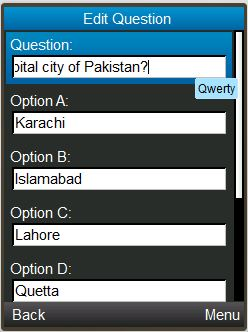 Edit Question
Question:
pital city of Pakistan?
Qwerty
Option A:
Karachi
Option B:
Islamabad
Option C:
Lahore
Option D:
Quetta
Back Menu